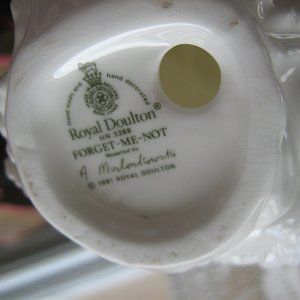 hand made and hand decorated
Royal Doulton
HN 3388
FORGET-ME-NOT
Modelled by
A Maslankowski
© 1991 ROYAL DOULTON